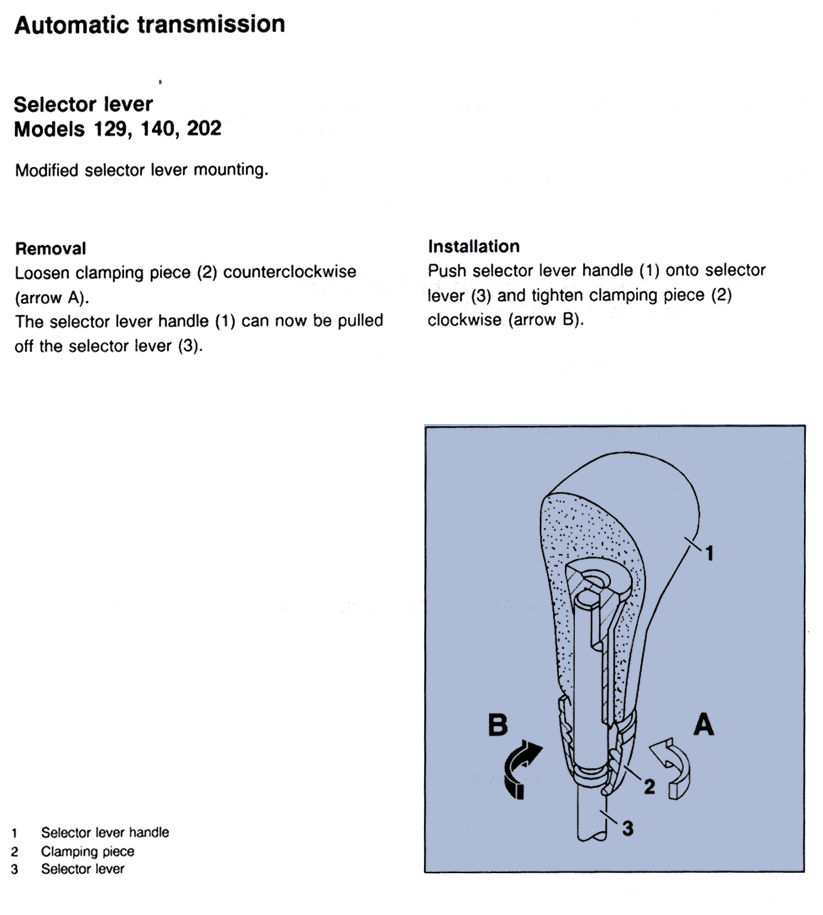 Automatic transmission
Selector lever
Models 129, 140, 202
Modified selector lever mounting.
Removal
Loosen clamping piece (2) counterclockwise
(arrow A).
The selector lever handle (1) can now be pulled
off the selector lever (3).
Installation
Push selector lever handle (1) onto selector
lever (3) and tighten clamping piece (2)
clockwise (arrow B).
1
B
A
2
3
1 Selector lever handle
2 Clamping piece
3 Selector lever